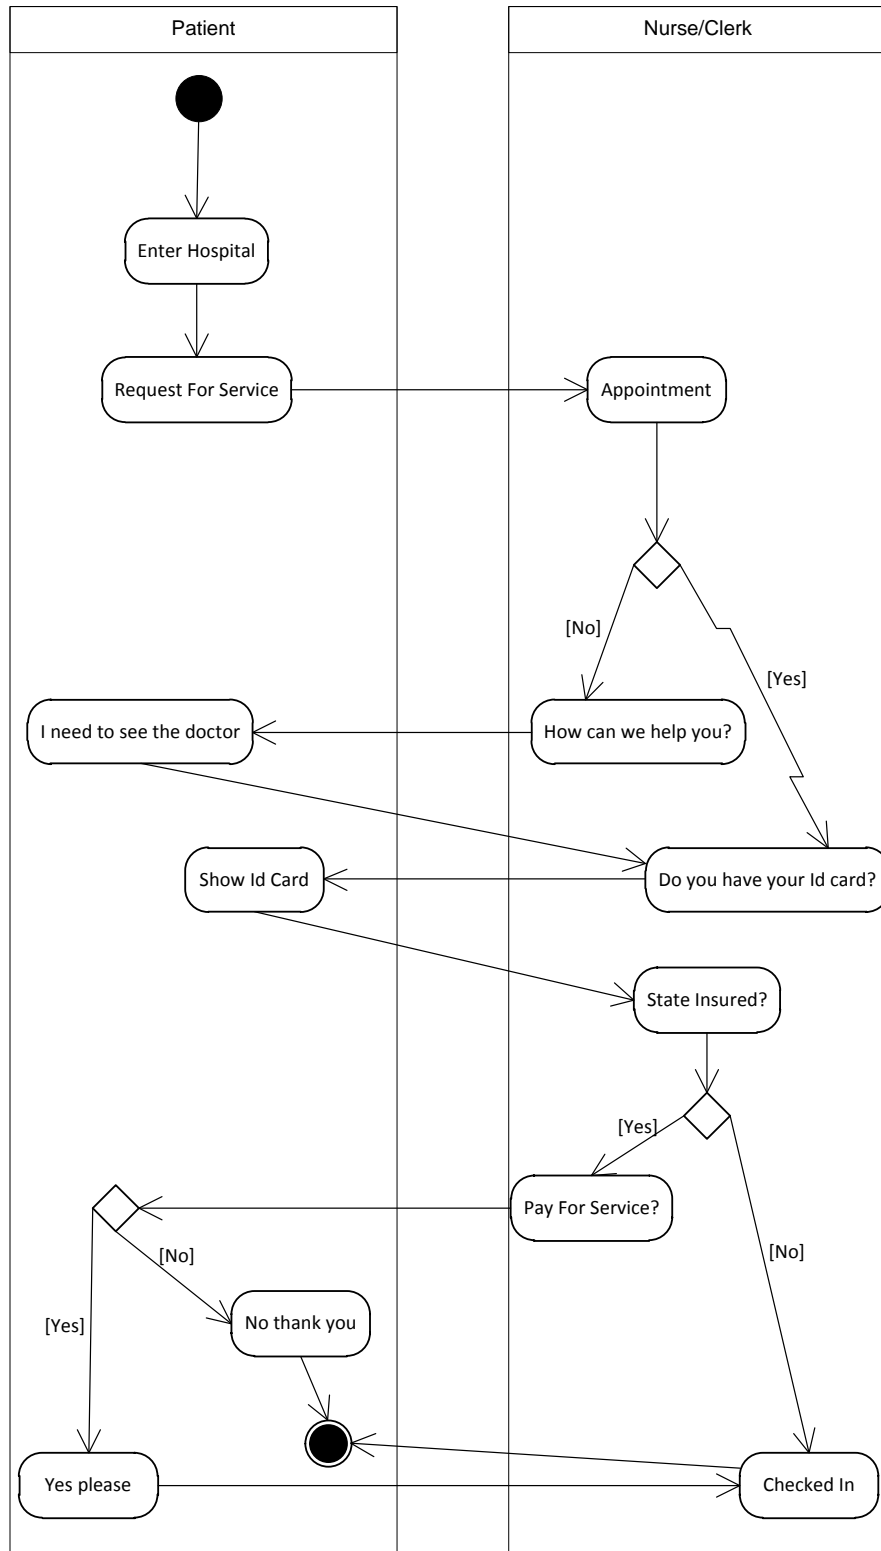 Patient
Nurse/Clerk
Enter Hospital
Request For Service
Appointment
[No]
[Yes]
I need to see the doctor
How can we help you?
Show Id Card
Do you have your Id card?
State Insured?
[Yes]
Pay For Service?
[No]
[No]
[Yes]
No thank you
Yes please
Checked In